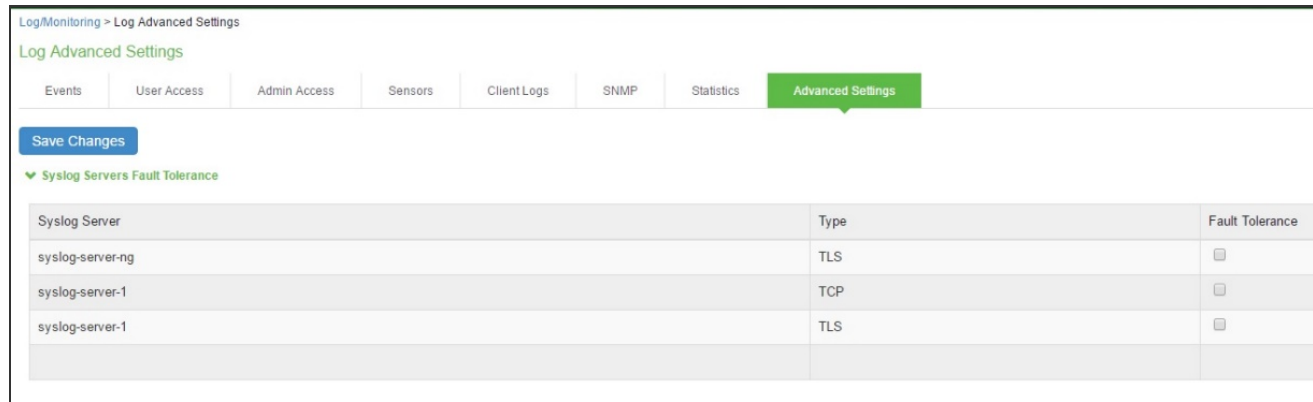 Log/Monitoring > Log Advanced Settings
Log Advanced Settings
Events User Access Admin Access Sensors Client Logs SNMP Statistics Advanced Settings
Save Changes
Syslog Servers Fault Tolerance
Syslog Server Type Fault Tolerance
syslog-server-ng TLS
syslog-server-1 TCP
syslog-server-1 TLS